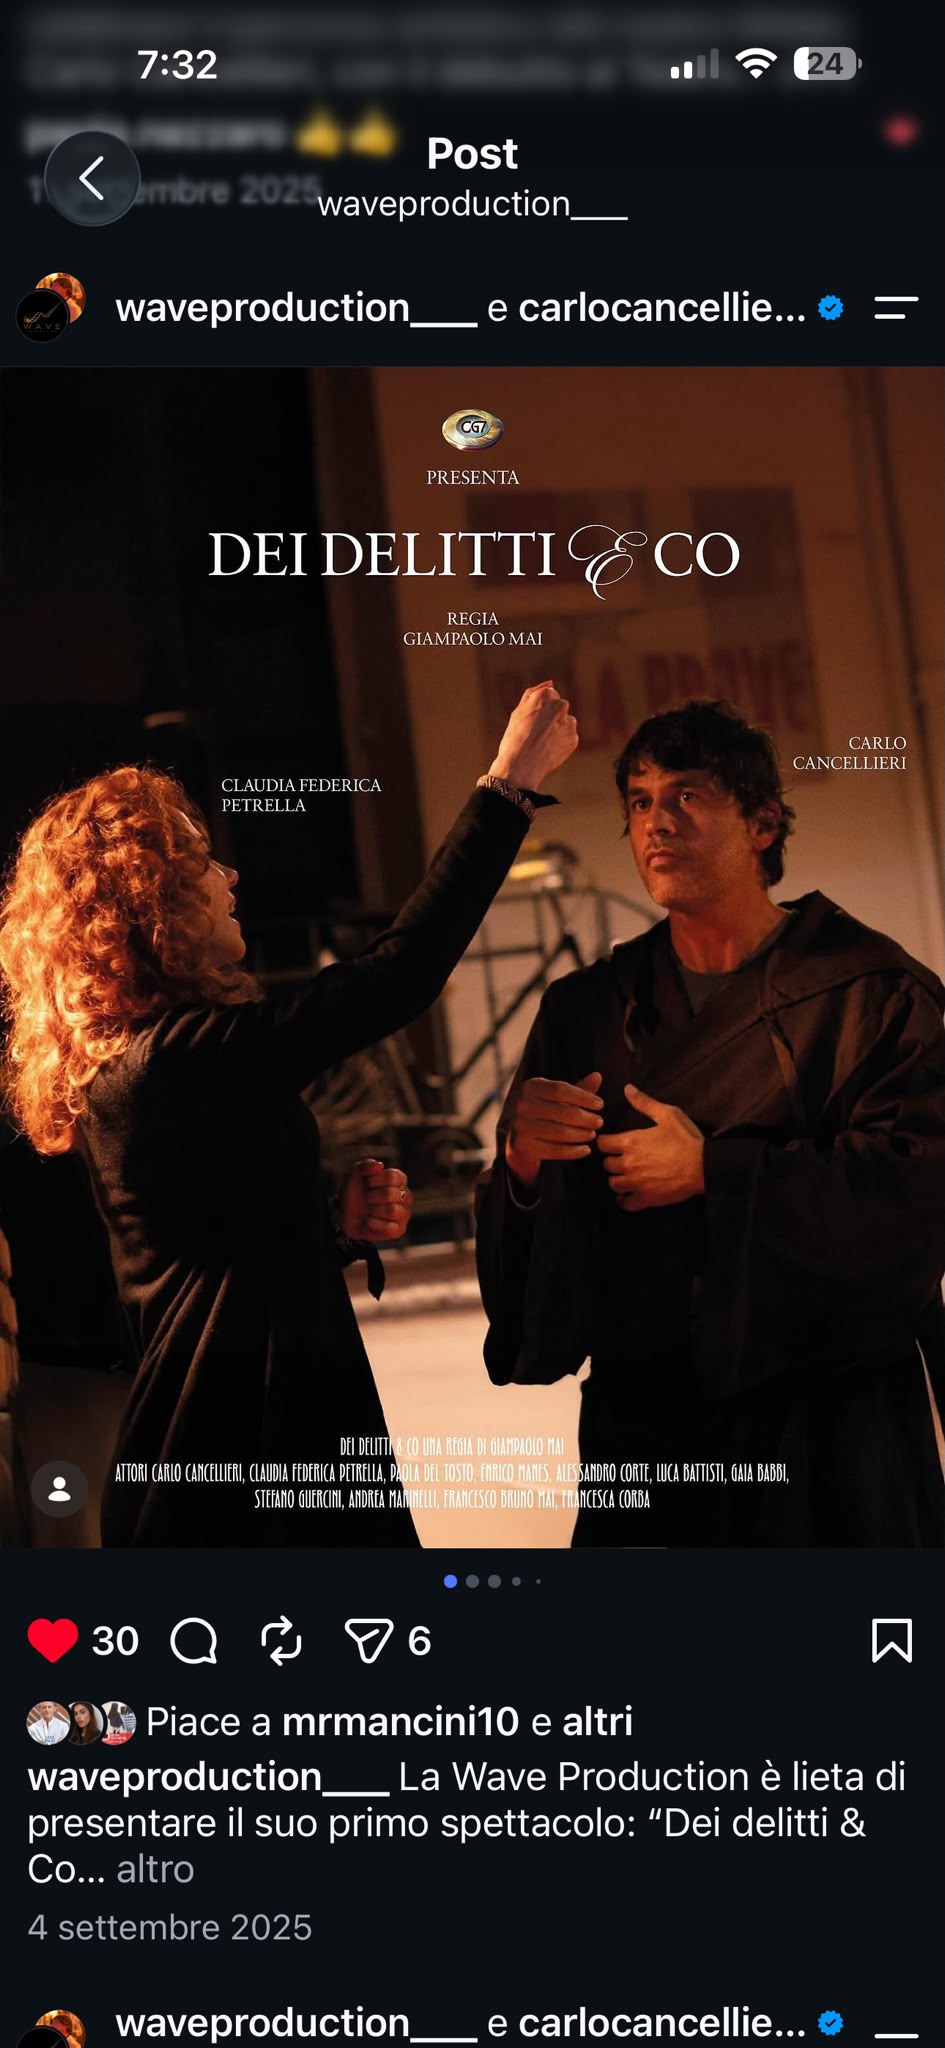 7:32
24
Post
2025
waveproduction___
waveproduction___ e carlocancellie...
CG7
PRESENTA
DEI DELITTI & CO
REGIA
GIAMPAOLO MAI
CARLO
CANCELLIERI
CLAUDIA FEDERICA
PETRELLA
DEI DELITTI & CO UNA REGIA DI GIAMPAOLO MAI
ATTORI CARLO CANCELLIERI, CLAUDIA FEDERICA PETRELLA, PAOLA DEL TOSTO, ENRICO MANES, ALESSANDRO CORTE, LUCA BATTISTI, GAIA BABBI,
STEFANO GUERCINI, ANDREA MARINELLI, FRANCESCO BRUNO MAI, FRANCESCA CORBA
30
6
Piace a mrmancini10 e altri
waveproduction___ La Wave Production è lieta di
presentare il suo primo spettacolo: “Dei delitti &
Co... altro
4 settembre 2025
waveproduction___ e carlocancellie...